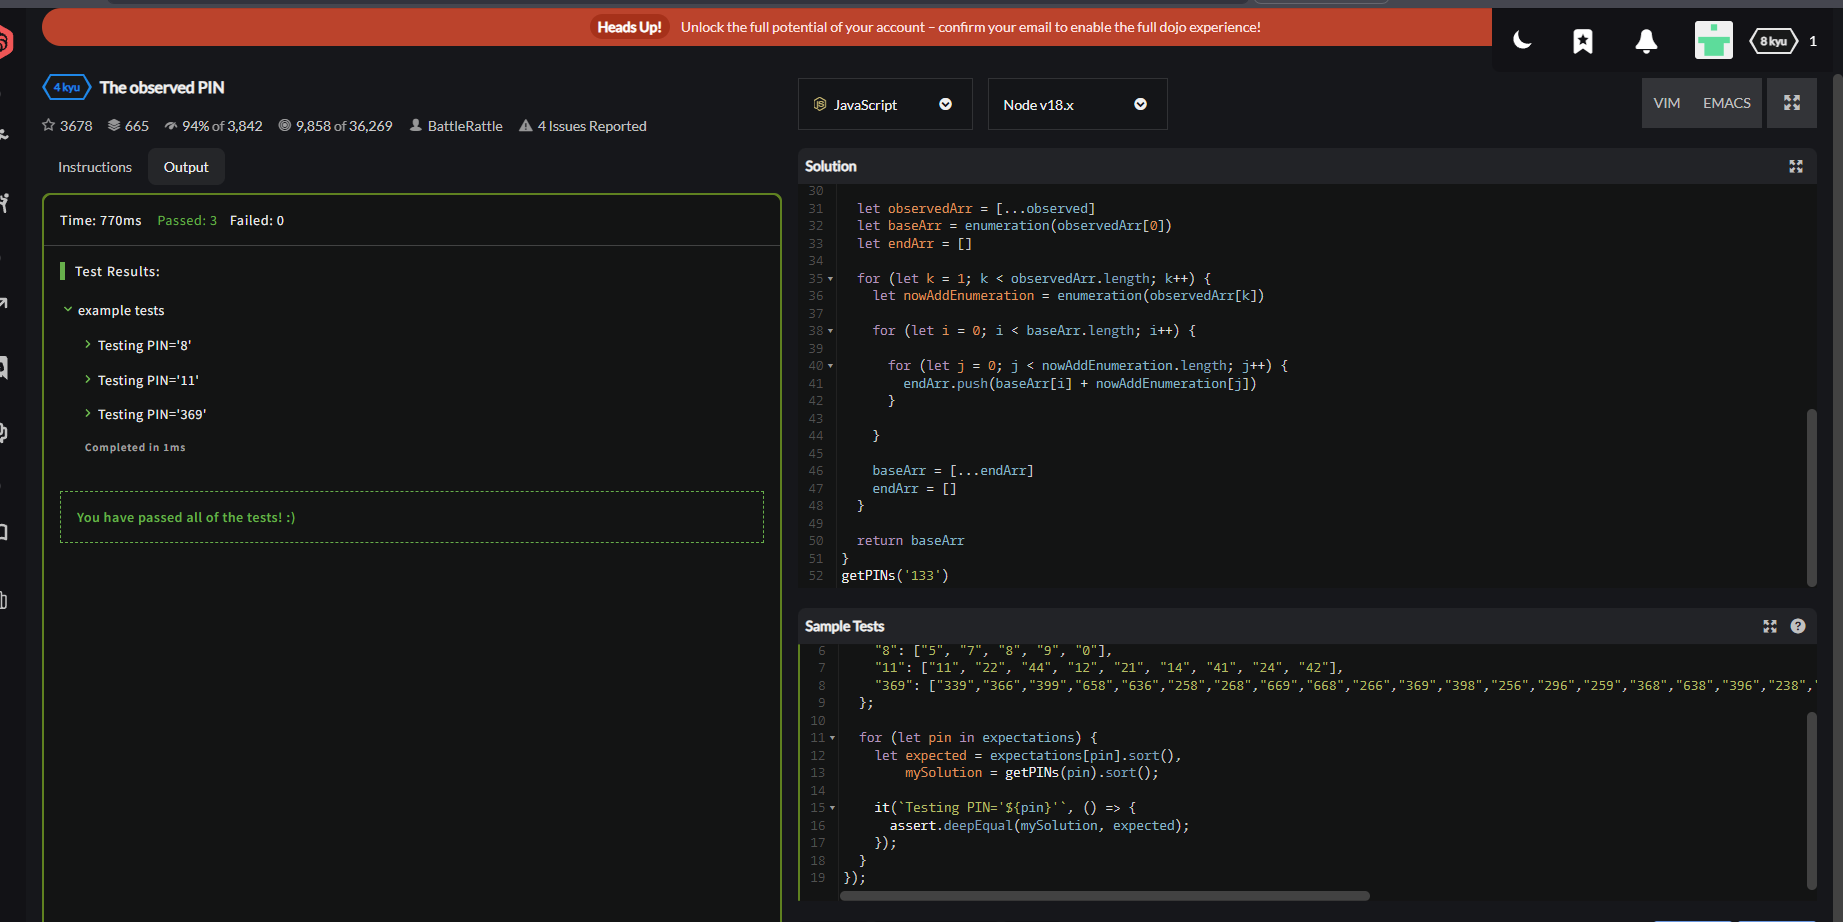 Heads Up! Unlock the full potential of your account – confirm your email to enable the full dojo experience!
8 kyu 1
4 kyu The observed PIN
3678 665 94% of 3,842 9,858 of 36,269 BattleRattle 4 Issues Reported
Instructions Output
Time: 770ms Passed: 3 Failed: 0
Test Results:
example tests
Testing PIN='8'
Testing PIN='11'
Testing PIN='369'
Completed in 1ms
You have passed all of the tests! :)
JavaScript Node v18.x VIM EMACS
Solution
30
31 let observedArr = [...observed]
32 let baseArr = enumeration(observedArr[0])
33 let endArr = []
34
35 for (let k = 1; k < observedArr.length; k++) {
36 let nowAddEnumeration = enumeration(observedArr[k])
37
38 for (let i = 0; i < baseArr.length; i++) {
39
40 for (let j = 0; j < nowAddEnumeration.length; j++) {
41 endArr.push(baseArr[i] + nowAddEnumeration[j])
42 }
43
44 }
45
46 baseArr = [...endArr]
47 endArr = []
48 }
49
50 return baseArr
51 }
52 getPINs('133')
Sample Tests
6 "8": ["5", "7", "8", "9", "0"],
7 "11": ["11", "22", "44", "12", "21", "14", "41", "24", "42"],
8 "369": ["339","366","399","658","636","258","268","669","668","266","369","398","256","296","259","368","638","396","238","
9 };
10
11 for (let pin in expectations) {
12 let expected = expectations[pin].sort(),
13 mySolution = getPINs(pin).sort();
14
15 it(`Testing PIN='${pin}'`, () => {
16 assert.deepEqual(mySolution, expected);
17 });
18 }
19 });